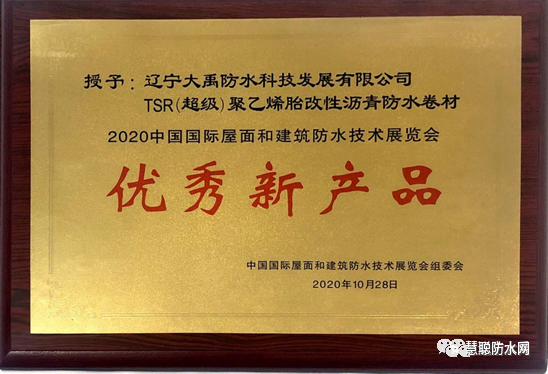 授予：辽宁大禹防水科技发展有限公司
TSR(超级)聚乙烯胎改性沥青防水卷材
2020中国国际屋面和建筑防水技术展览会
优秀新产品
中国国际屋面和建筑防水技术展览会组委会
2020年10月28日
慧聪防水网